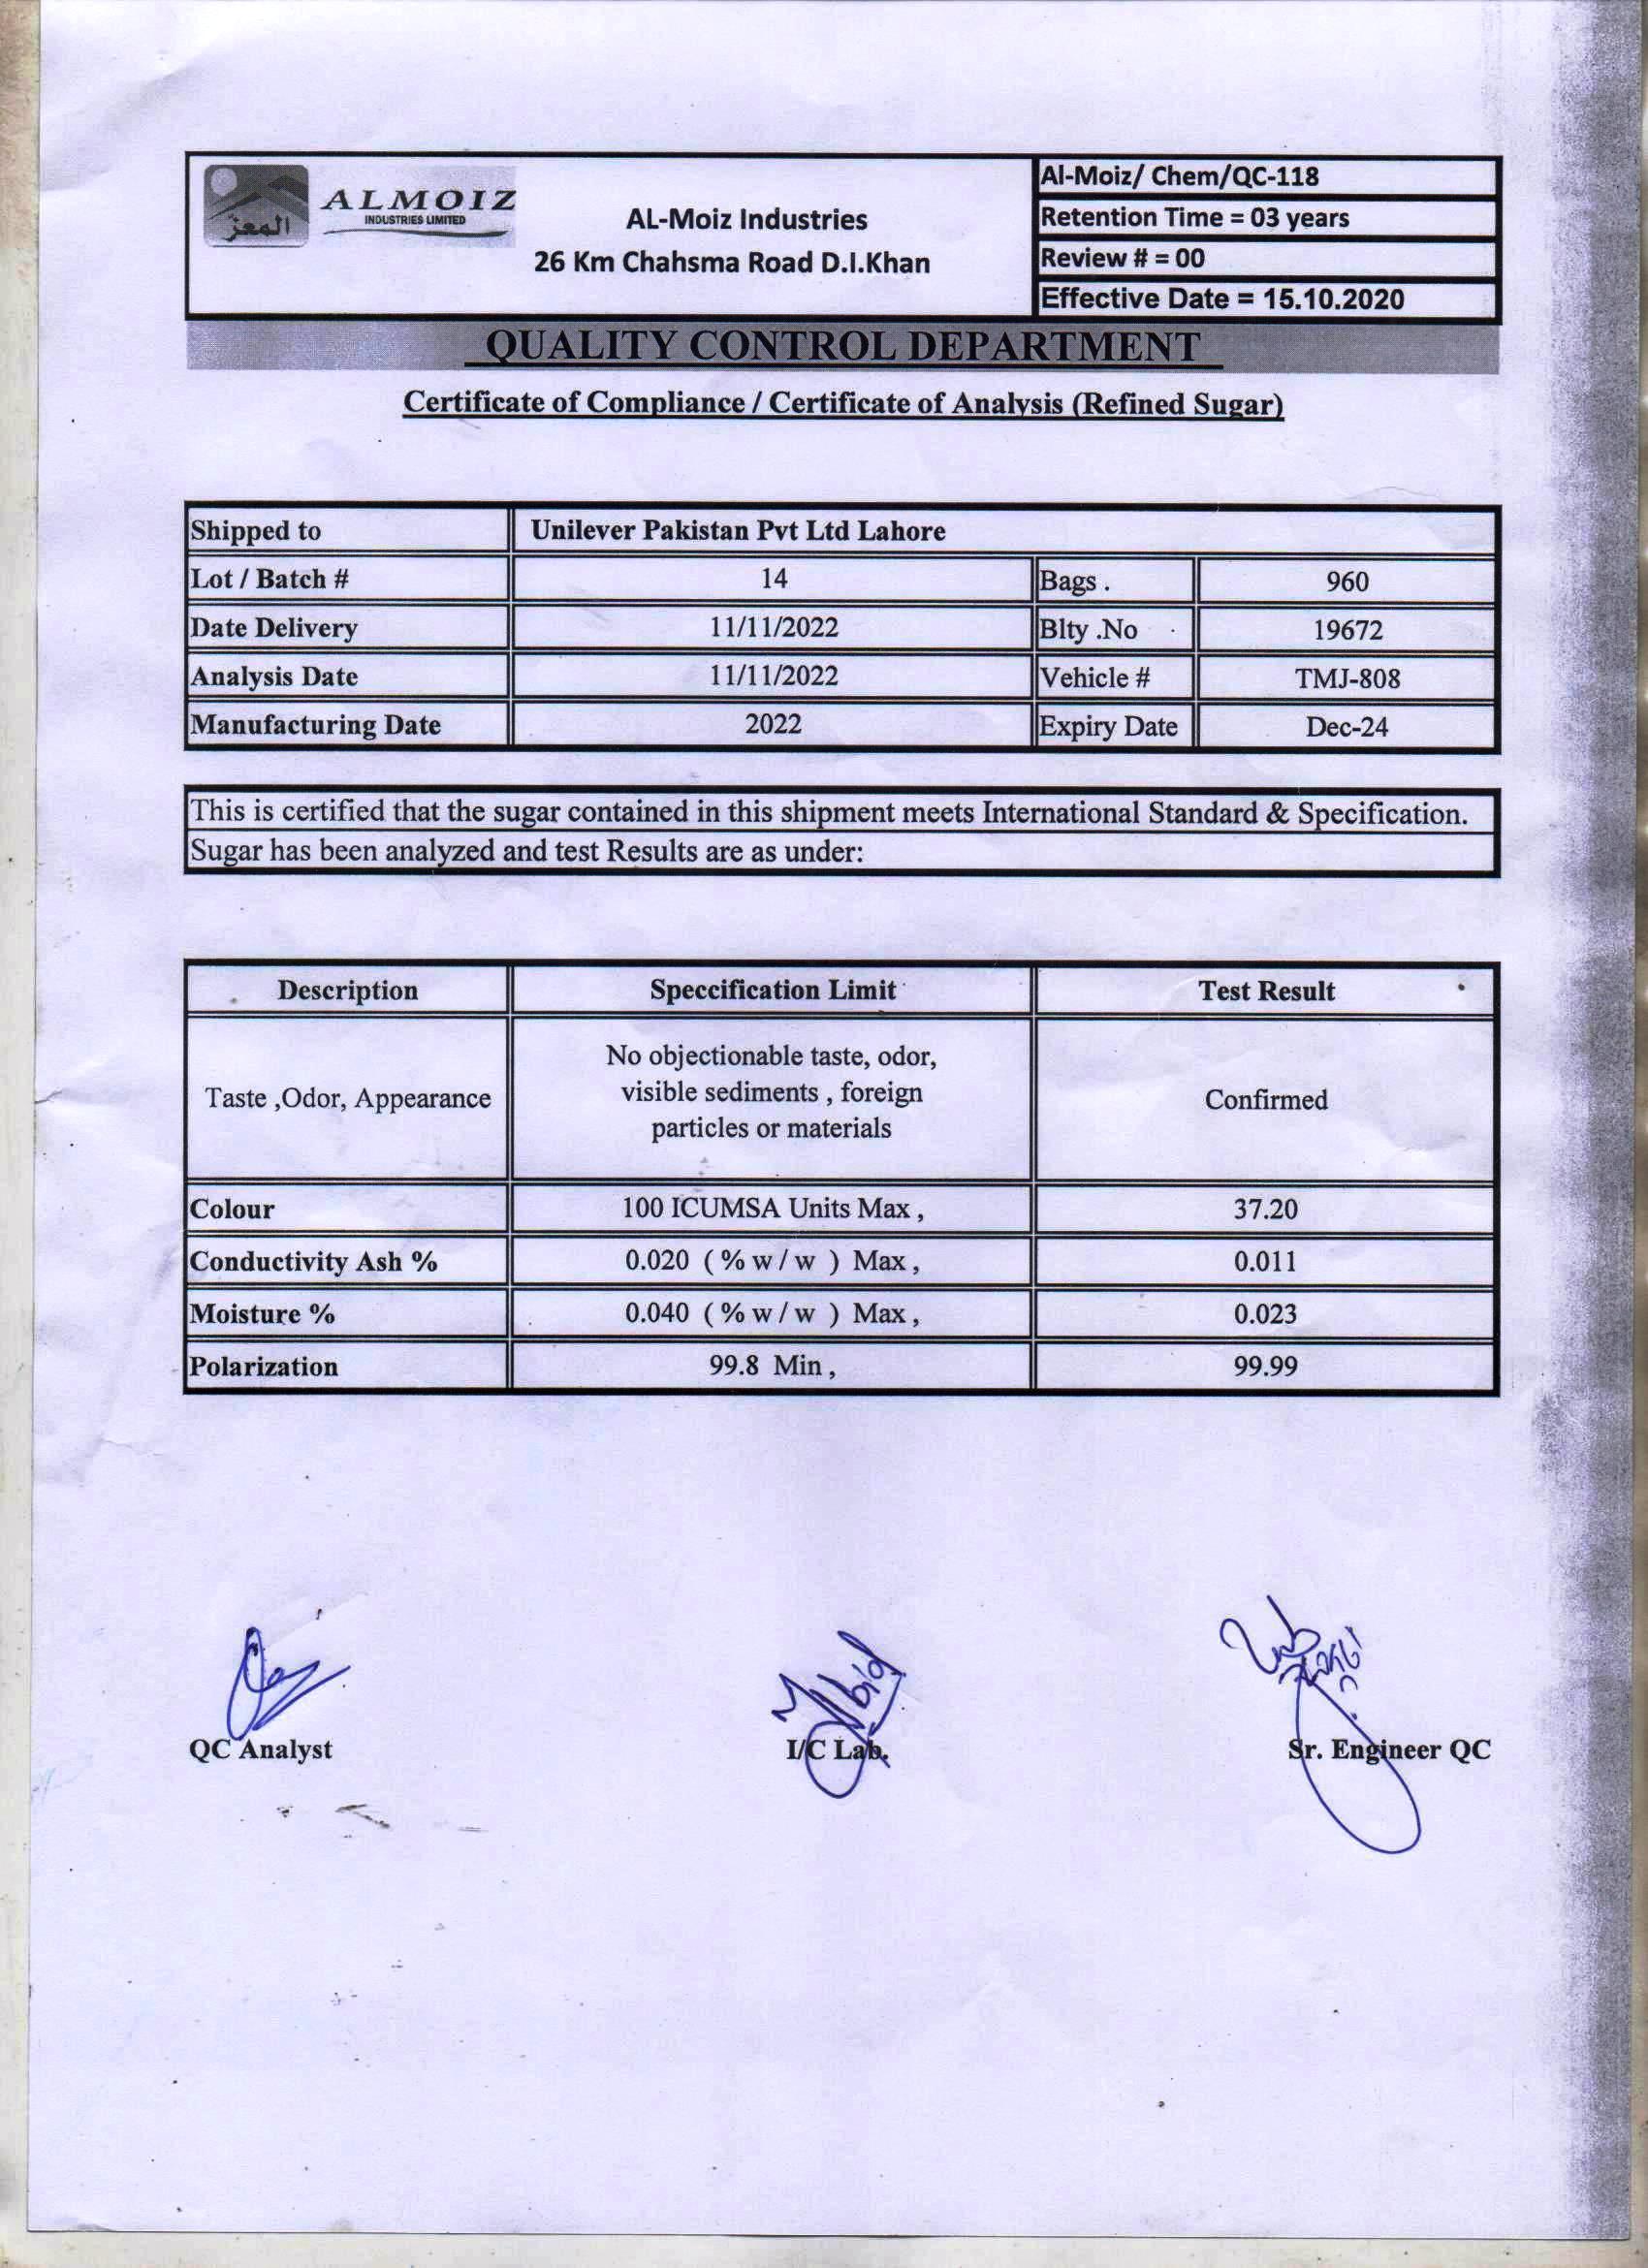 المعز
ALMOIZ
INDUSTRIES LIMITED
AL-Moiz Industries
26 Km Chahsma Road D.I.Khan
Al-Moiz/ Chem/QC-118
Retention Time = 03 years
Review # = 00
Effective Date = 15.10.2020
QUALITY CONTROL DEPARTMENT
Certificate of Compliance / Certificate of Analysis (Refined Sugar)
Shipped to Unilever Pakistan Pvt Ltd Lahore
Lot / Batch # 14 Bags . 960
Date Delivery 11/11/2022 Blty .No 19672
Analysis Date 11/11/2022 Vehicle # TMJ-808
Manufacturing Date 2022 Expiry Date Dec-24
This is certified that the sugar contained in this shipment meets International Standard & Specification.
Sugar has been analyzed and test Results are as under:
Description Speccification Limit Test Result
Taste ,Odor, Appearance
No objectionable taste, odor,
visible sediments , foreign
particles or materials
Confirmed
Colour 100 ICUMSA Units Max , 37.20
Conductivity Ash % 0.020 ( % w / w ) Max , 0.011
Moisture % 0.040 ( % w / w ) Max , 0.023
Polarization 99.8 Min , 99.99
QC Analyst I/C Lab. Sr. Engineer QC